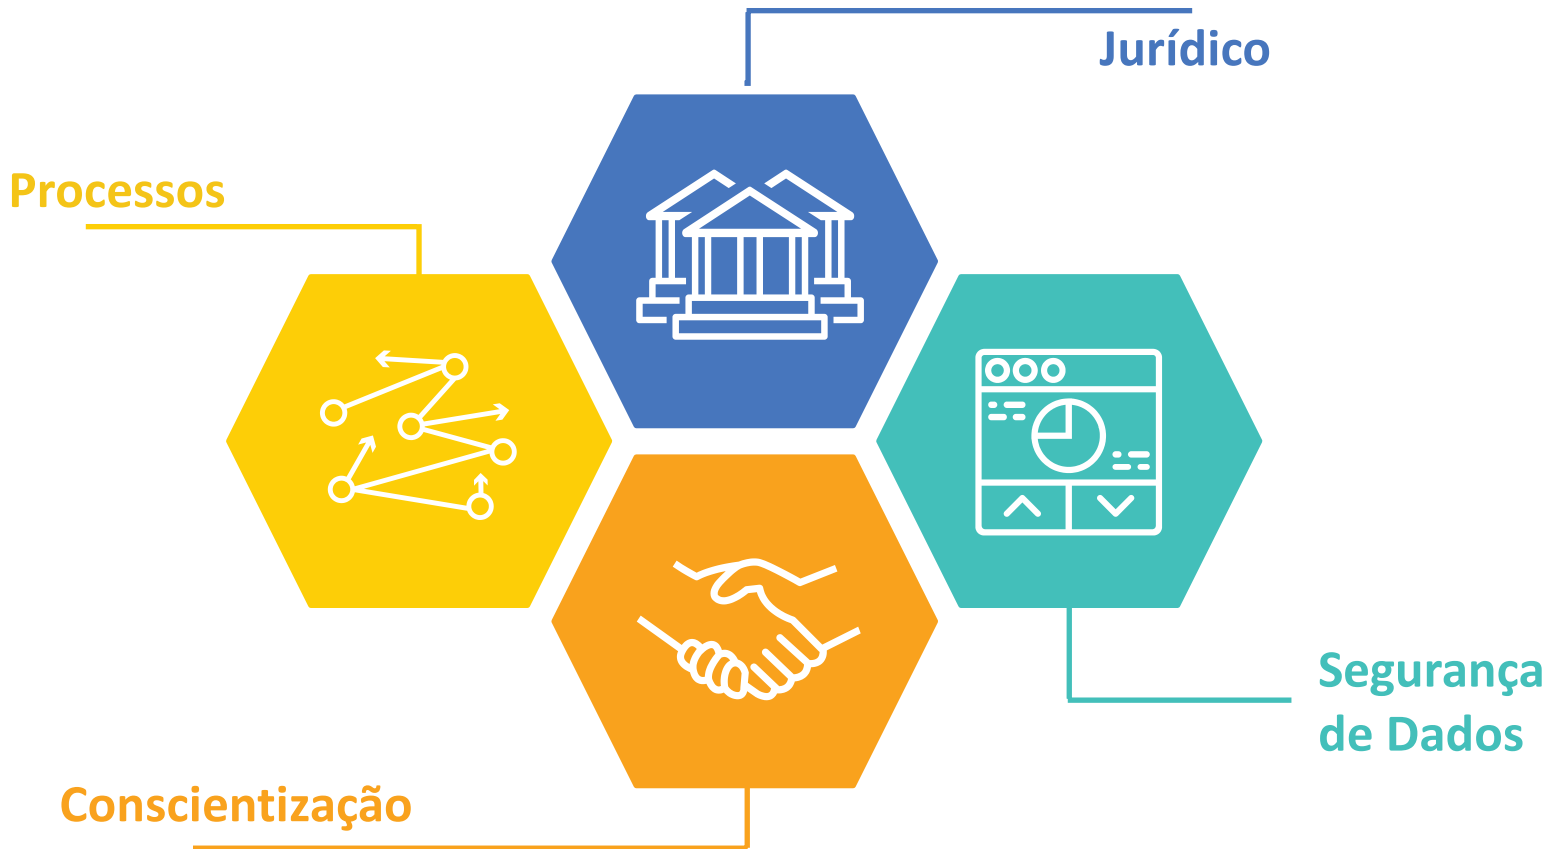 Jurídico
Processos
Segurança
de Dados
Conscientização